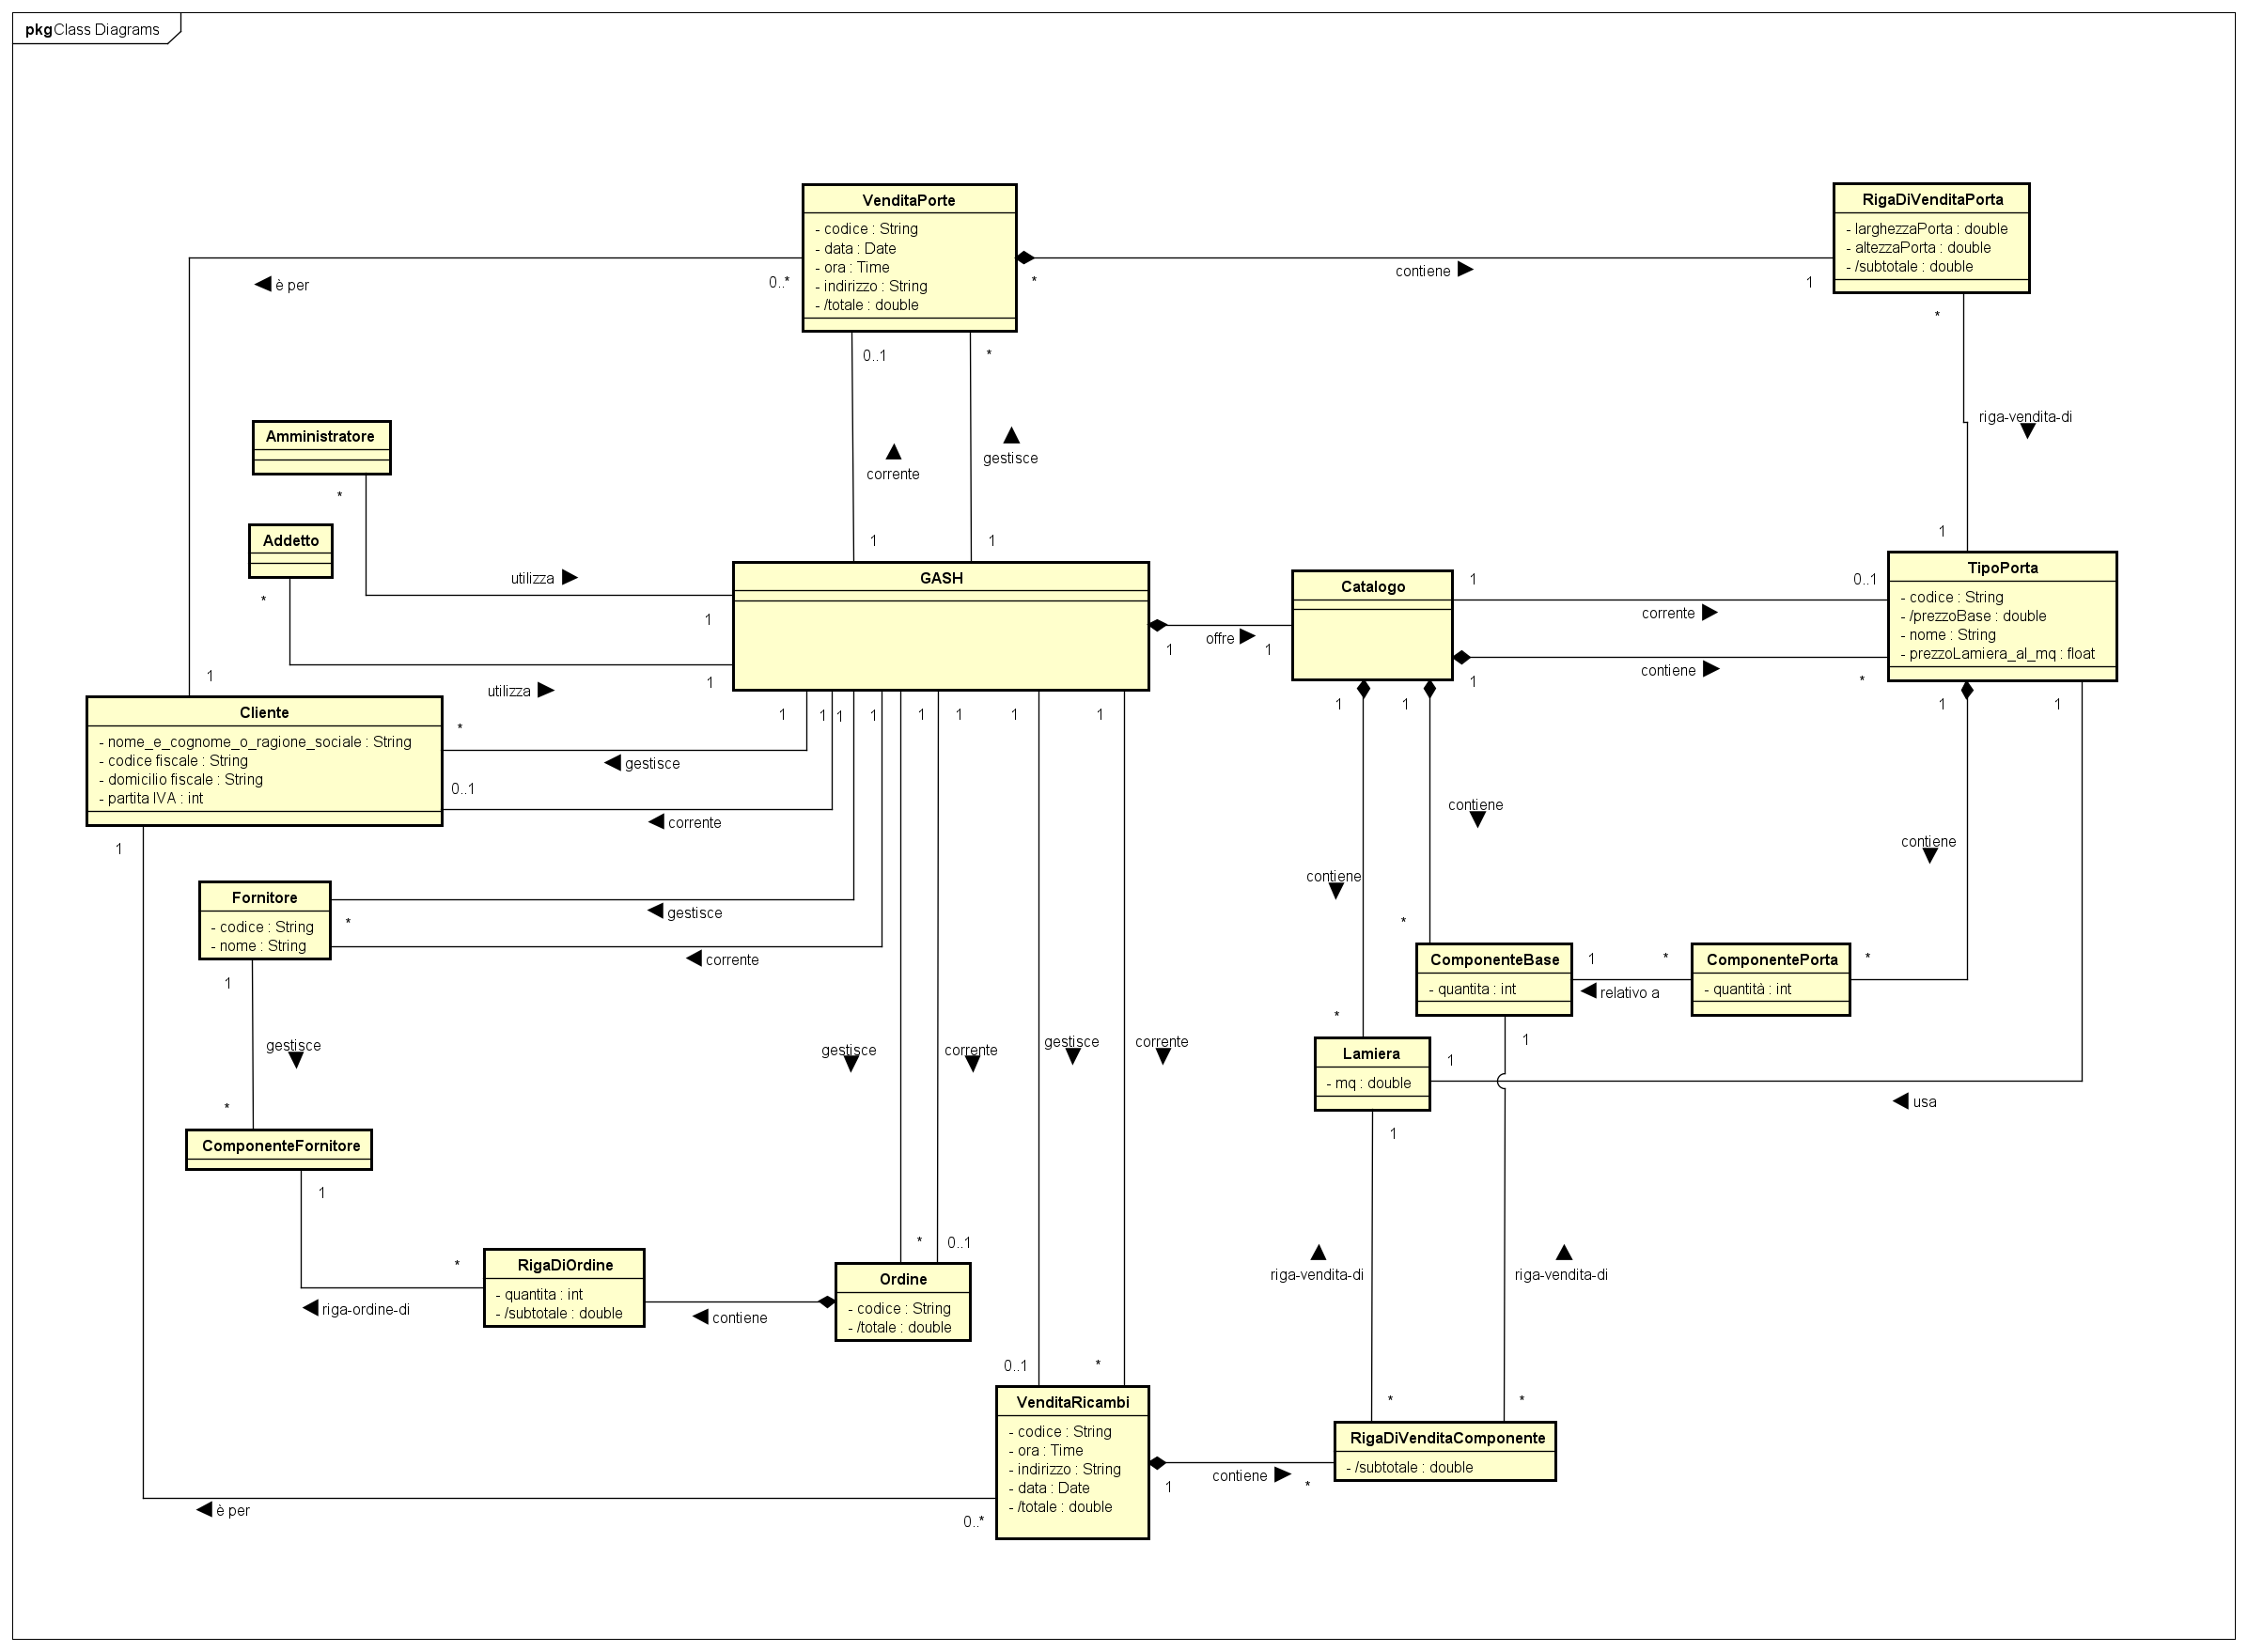 pkg Class Diagrams
VenditaPorte
- codice : String
- data : Date
- ora : Time
- indirizzo : String
- /totale : double
RigaDiVenditaPorta
- larghezzaPorta : double
- altezzaPorta : double
- /subtotale : double
è per
0..*
*
contiene
1
*
0..1
*
riga-vendita-di
Amministratore
*
corrente
gestisce
Addetto
*
1
1
1
utilizza
1
GASH
offre
1
1
Catalogo
1
0..1
corrente
contiene
1
*
TipoPorta
- codice : String
- /prezzoBase : double
- nome : String
- prezzoLamiera_al_mq : float
1
utilizza
1
Cliente
- nome_e_cognome_o_ragione_sociale : String
- codice fiscale : String
- domicilio fiscale : String
- partita IVA : int
*
gestisce
0..1
corrente
1
1
1
1
1
1
1
1
1
1
1
1
1
contiene
contiene
contiene
Fornitore
- codice : String
- nome : String
gestisce
*
corrente
1
*
ComponenteBase
- quantita : int
1
*
relativo a
ComponentePorta
- quantità : int
*
gestisce
gestisce
corrente
gestisce
corrente
*
1
Lamiera
- mq : double
1
usa
*
ComponenteFornitore
1
1
*
RigaDiOrdine
- quantita : int
- /subtotale : double
riga-ordine-di
contiene
*
0..1
Ordine
- codice : String
- /totale : double
riga-vendita-di
riga-vendita-di
0..1
*
VenditaRicambi
- codice : String
- ora : Time
- indirizzo : String
- data : Date
- /totale : double
*
*
RigaDiVenditaComponente
- /subtotale : double
contiene
1
*
è per
0..*